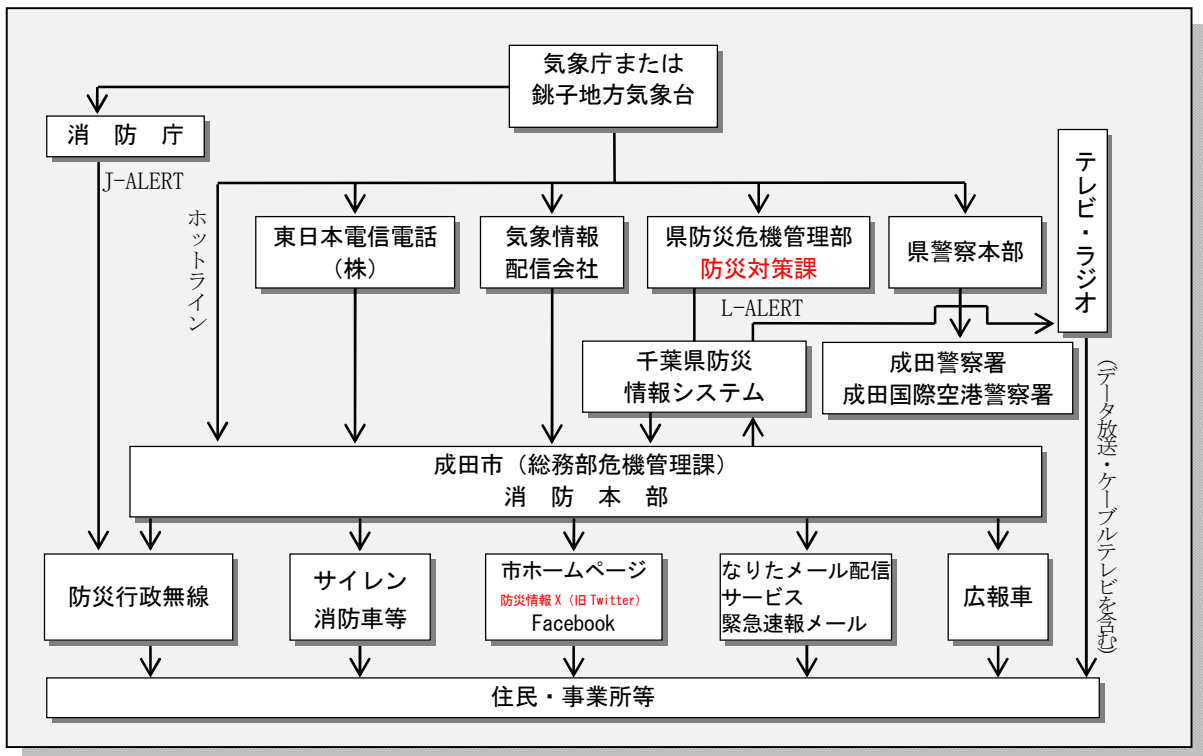 気象庁または
銚子地方気象台
消 防 庁
J-ALERT
ホットライン
東日本電信電話
（株）
気象情報
配信会社
県防災危機管理部
防災対策課
県警察本部
テレビ・ラジオ
L-ALERT
千葉県防災
情報システム
成田警察署
成田国際空港警察署
（データ放送・ケーブルテレビを含む）
成田市（総務部危機管理課）
消 防 本 部
防災行政無線
サイレン
消防車等
市ホームページ
防災情報X（旧Twitter）
Facebook
なりたメール配信
サービス
緊急速報メール
広報車
住民・事業所等